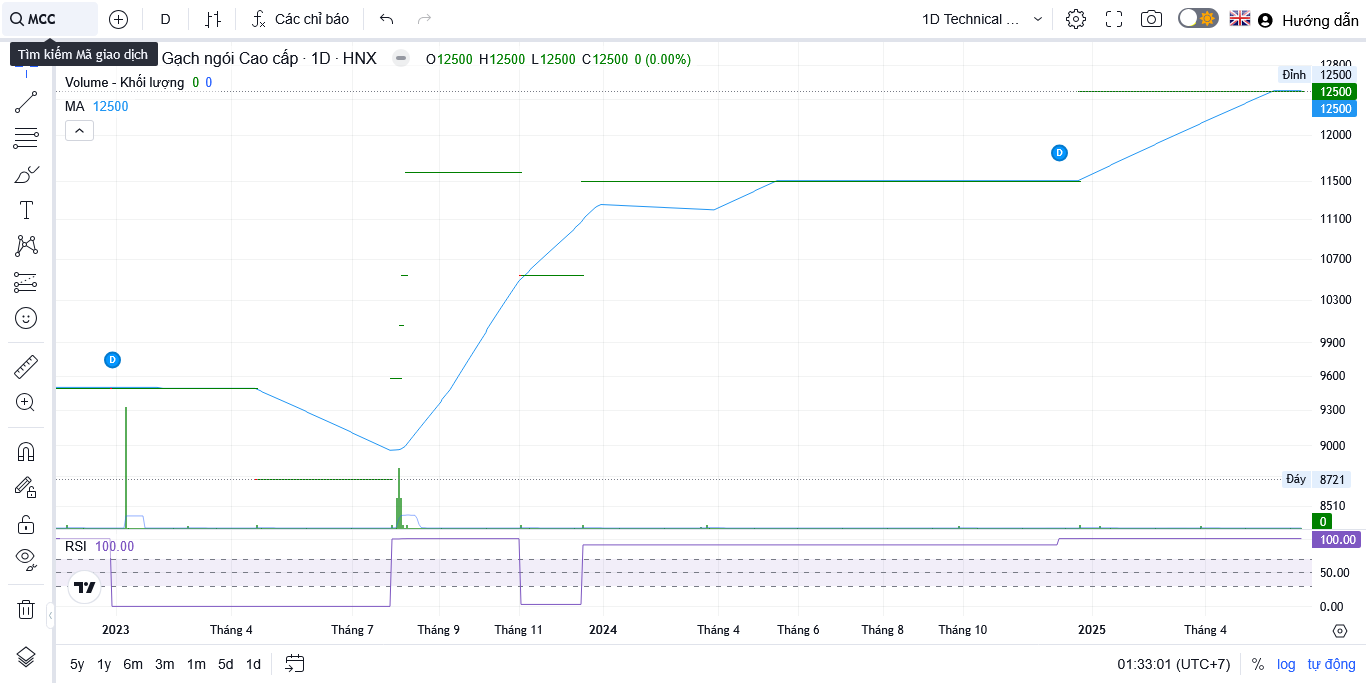 MCC
D
Các chỉ báo
1D Technical ...
Hướng dẫn
Tìm kiếm Mã giao dịch
Gạch ngói Cao cấp · 1D · HNX
O12500 H12500 L12500 C12500 0 (0.00%)
Volume - Khối lượng 0 0
MA 12500
12800
Đỉnh 12500
12500
12500
12000
D
11500
11100
10700
10300
9900
D
9600
9300
9000
Đáy 8721
8510
0
RSI 100.00
100.00
50.00
0.00
2023 Tháng 4 Tháng 7 Tháng 9 Tháng 11 2024 Tháng 4 Tháng 6 Tháng 8 Tháng 10 2025 Tháng 4
5y 1y 6m 3m 1m 5d 1d
01:33:01 (UTC+7) % log tự động